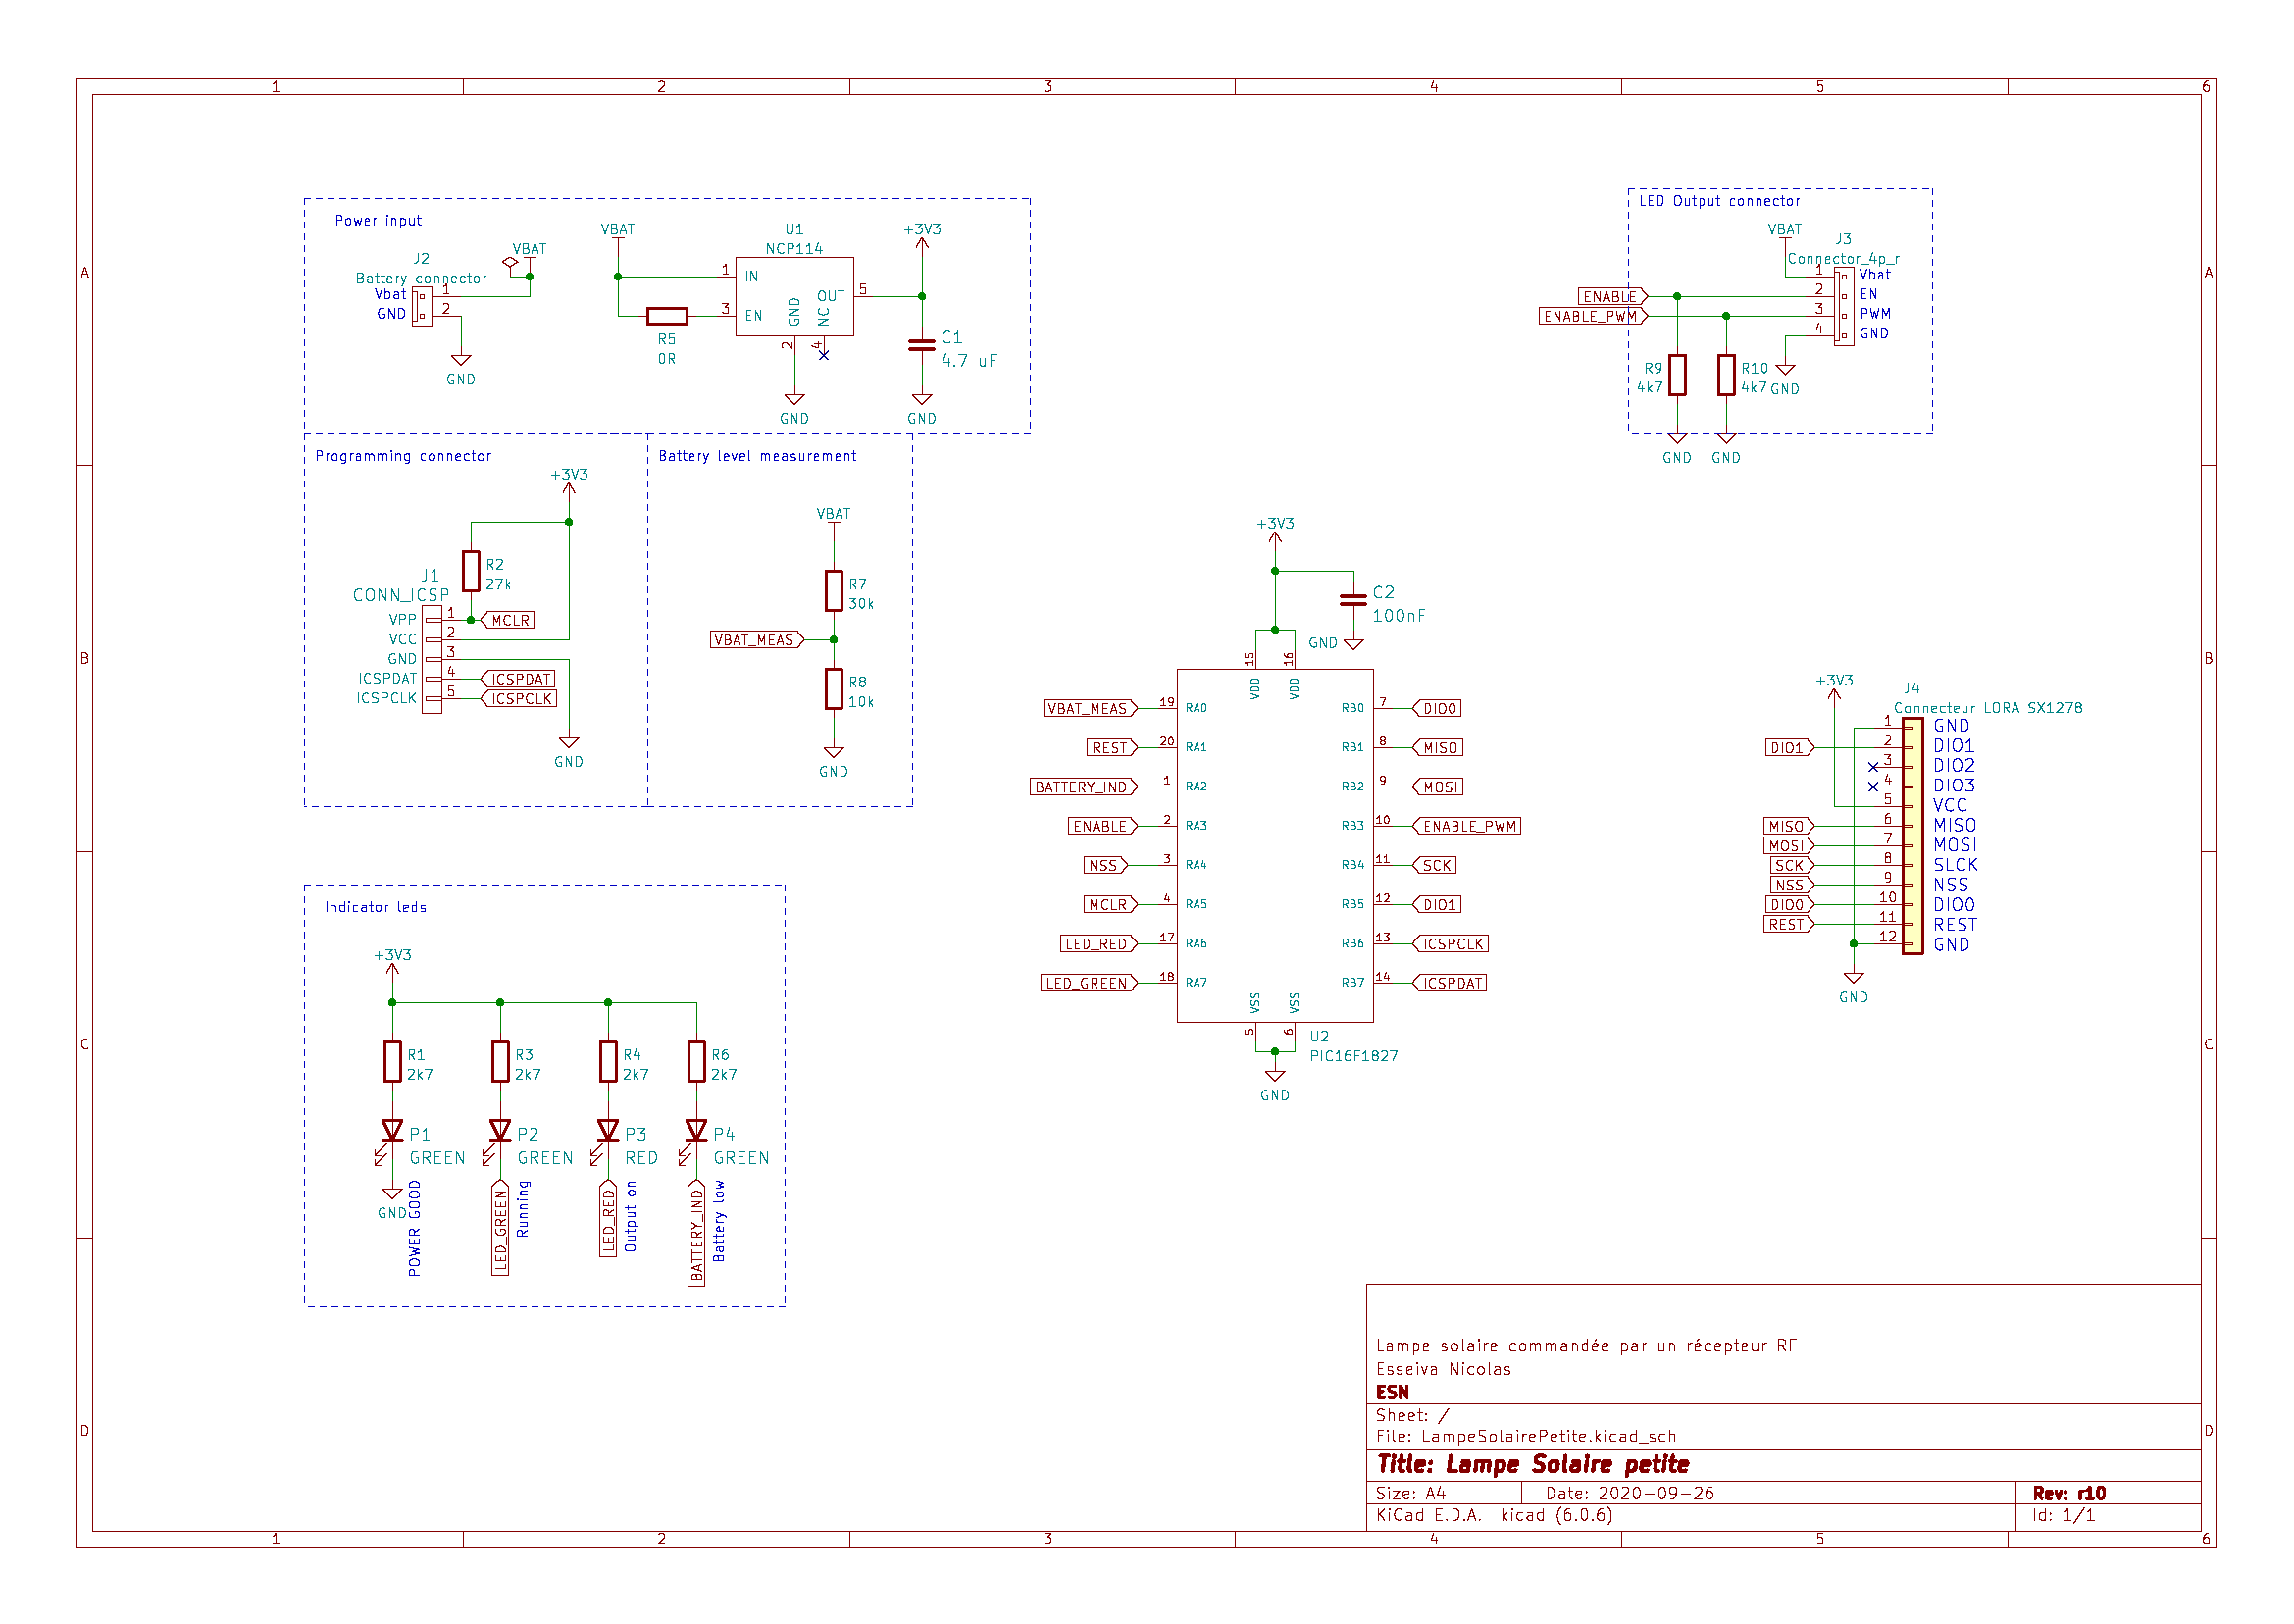 1 2 3 4 5 6
A
B
C
D
Power input
J2
Battery connector
Vbat 1
GND 2
VBAT
GND
VBAT
R5
0R
U1
NCP114
1 IN
3 EN
OUT 5
GND
NC
2
4
GND
+3V3
C1
4.7 uF
GND
LED Output connector
VBAT
J3
Connector_4p_r
1 Vbat
2 EN
3 PWM
4 GND
ENABLE
ENABLE_PWM
R9
4k7
R10
4k7
GND
GND
GND
Programming connector
+3V3
R2
27k
J1
CONN_ICSP
VPP 1 MCLR
VCC 2
GND 3
ICSPDAT 4 ICSPDAT
ICSPCLK 5 ICSPCLK
GND
Battery level measurement
VBAT
R7
30k
VBAT_MEAS
R8
10k
GND
+3V3
C2
100nF
GND
15 16
VDD VDD
VBAT_MEAS 19 RA0 RB0 7 DIO0
REST 20 RA1 RB1 8 MISO
BATTERY_IND 1 RA2 RB2 9 MOSI
ENABLE 2 RA3 RB3 10 ENABLE_PWM
NSS 3 RA4 RB4 11 SCK
MCLR 4 RA5 RB5 12 DIO1
LED_RED 17 RA6 RB6 13 ICSPCLK
LED_GREEN 18 RA7 RB7 14 ICSPDAT
VSS VSS
5 6
U2
PIC16F1827
GND
+3V3
J4
Connecteur LORA SX1278
1 GND
DIO1 2 DIO1
3 DIO2
4 DIO3
5 VCC
MISO 6 MISO
MOSI 7 MOSI
SCK 8 SLCK
NSS 9 NSS
DIO0 10 DIO0
REST 11 REST
12 GND
GND
Indicator leds
+3V3
R1
2k7
R3
2k7
R4
2k7
R6
2k7
P1
GREEN
P2
GREEN
P3
RED
P4
GREEN
GND
POWER GOOD
LED_GREEN
Running
LED_RED
Output on
BATTERY_IND
Battery low
Lampe solaire commandée par un récepteur RF
Esseiva Nicolas
ESN
Sheet: /
File: LampeSolairePetite.kicad_sch
Title: Lampe Solaire petite
Size: A4 Date: 2020-09-26 Rev: r10
KiCad E.D.A. kicad (6.0.6) Id: 1/1
A
B
C
D
1 2 3 4 5 6